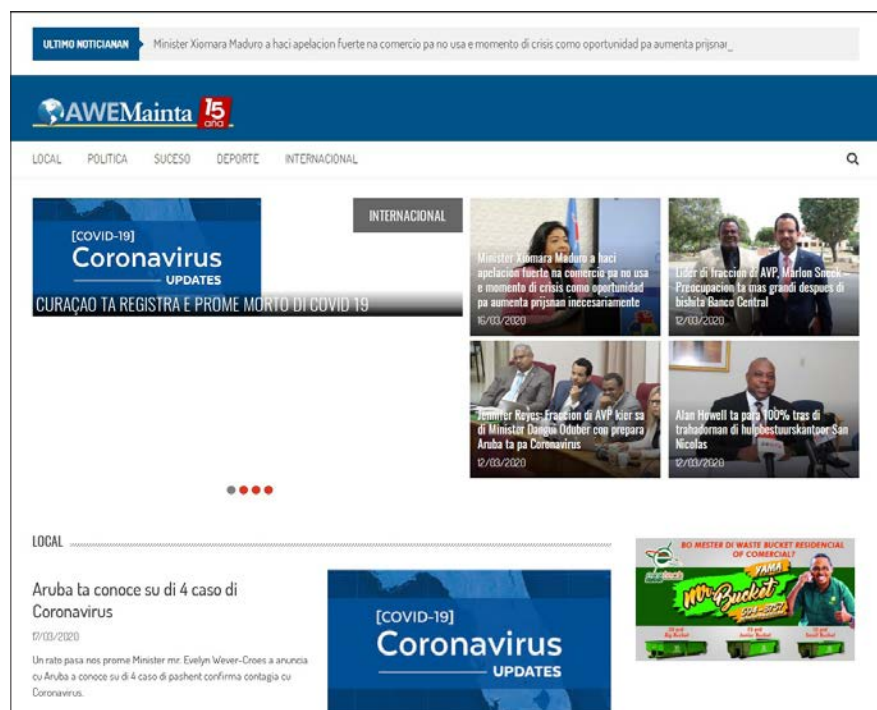 ULTIMO NOTICIANAN
Minister Xiomara Maduro a haci apelacion fuerte na comercio pa no usa e momento di crisis como oportunidad pa aumenta prijsnan_
AWEMainta 15
aña
LOCAL POLITICA SUCESO DEPORTE INTERNACIONAL
INTERNACIONAL
[COVID-19]
Coronavirus
UPDATES
CURAÇAO TA REGISTRA E PROME MORTO DI COVID 19
Minister Xiomara Maduro a haci
apelacion fuerte na comercio pa no usa
e momento di crisis como oportunidad
pa aumenta prijsnan inecesariamente
16/03/2020
Lider di fraccion di AVP, Marlon Sneek –
Preocupacion ta mas grandi despues di
bishita Banco Central
12/03/2020
Jennifer Reyes: Fraccion di AVP kier sa
di Minister Dangui Oduber con prepara
Aruba ta pa Coronavirus
12/03/2020
Alan Howell ta para 100% tras di
trahadornan di hulpbestuurskantoor San
Nicolas
12/03/2020
LOCAL
Aruba ta conoce su di 4 caso di
Coronavirus
17/03/2020
Un rato pasa nos prome Minister mr. Evelyn Wever-Croes a anuncia
cu Aruba a conoce su di 4 caso di pashent confirma contagia cu
Coronavirus.
[COVID-19]
Coronavirus
UPDATES
BO MESTER DI WASTE BUCKET RESIDENCIAL
OF COMERCIAL?
YAMA
Mr. Bucket